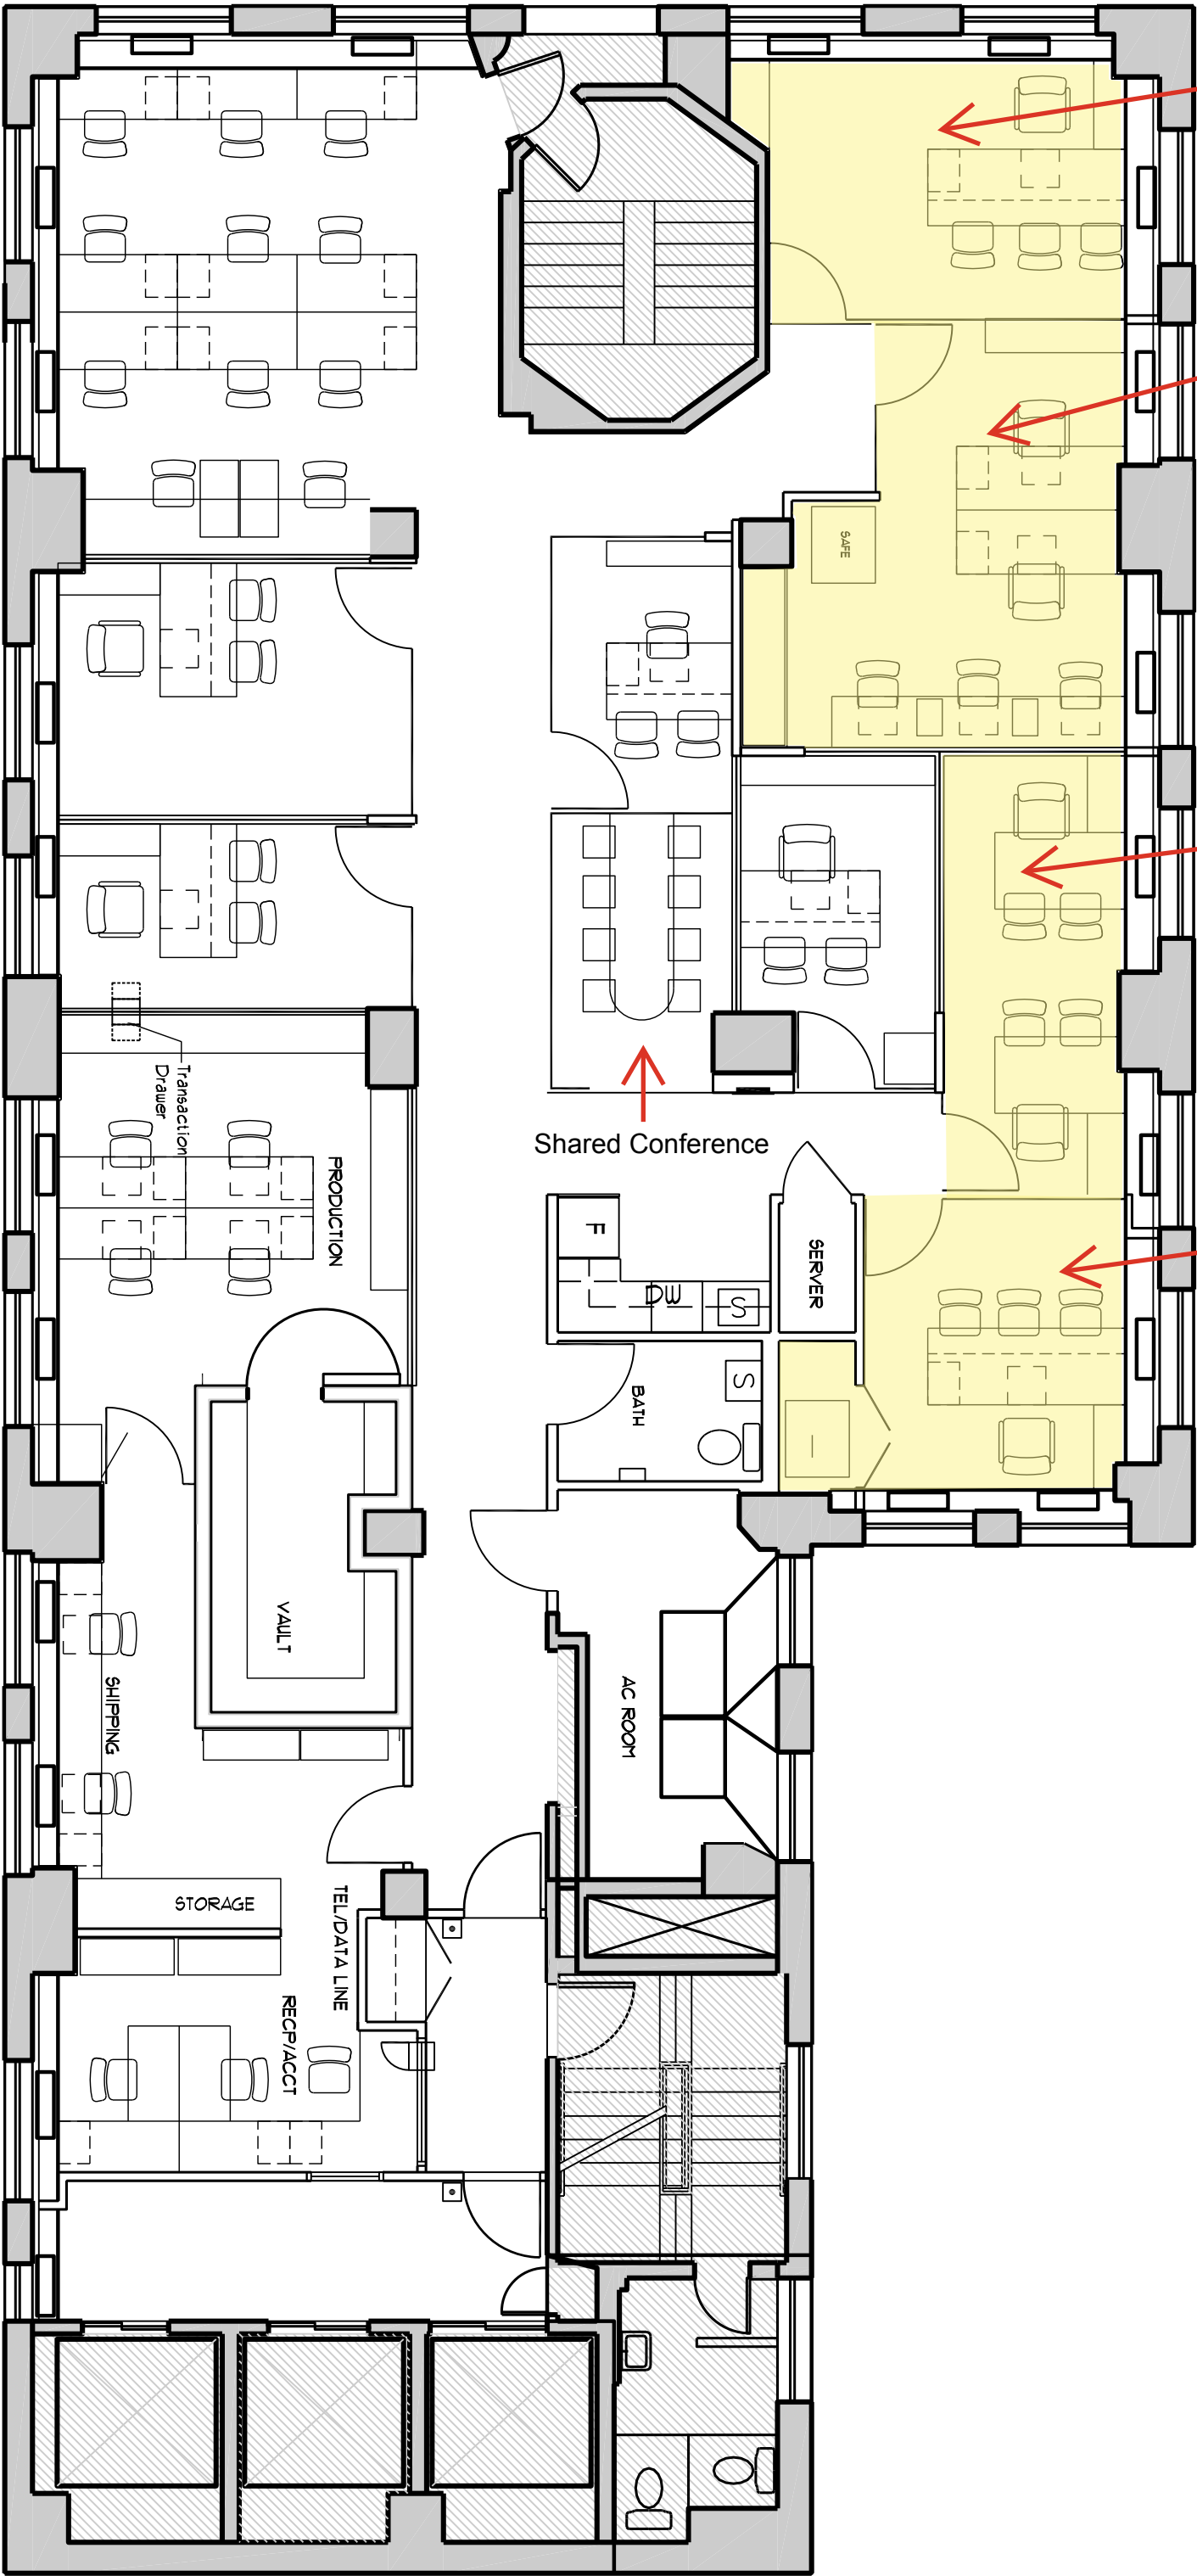 SAFE
Transaction
Drawer
Shared Conference
PRODUCTION
F
DW
S
SERVER
BATH
S
VAULT
SHIPPING
AC ROOM
STORAGE
TEL/DATA LINE
RECP/ACCT